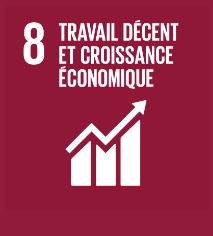 8 TRAVAIL DÉCENT
ET CROISSANCE
ÉCONOMIQUE